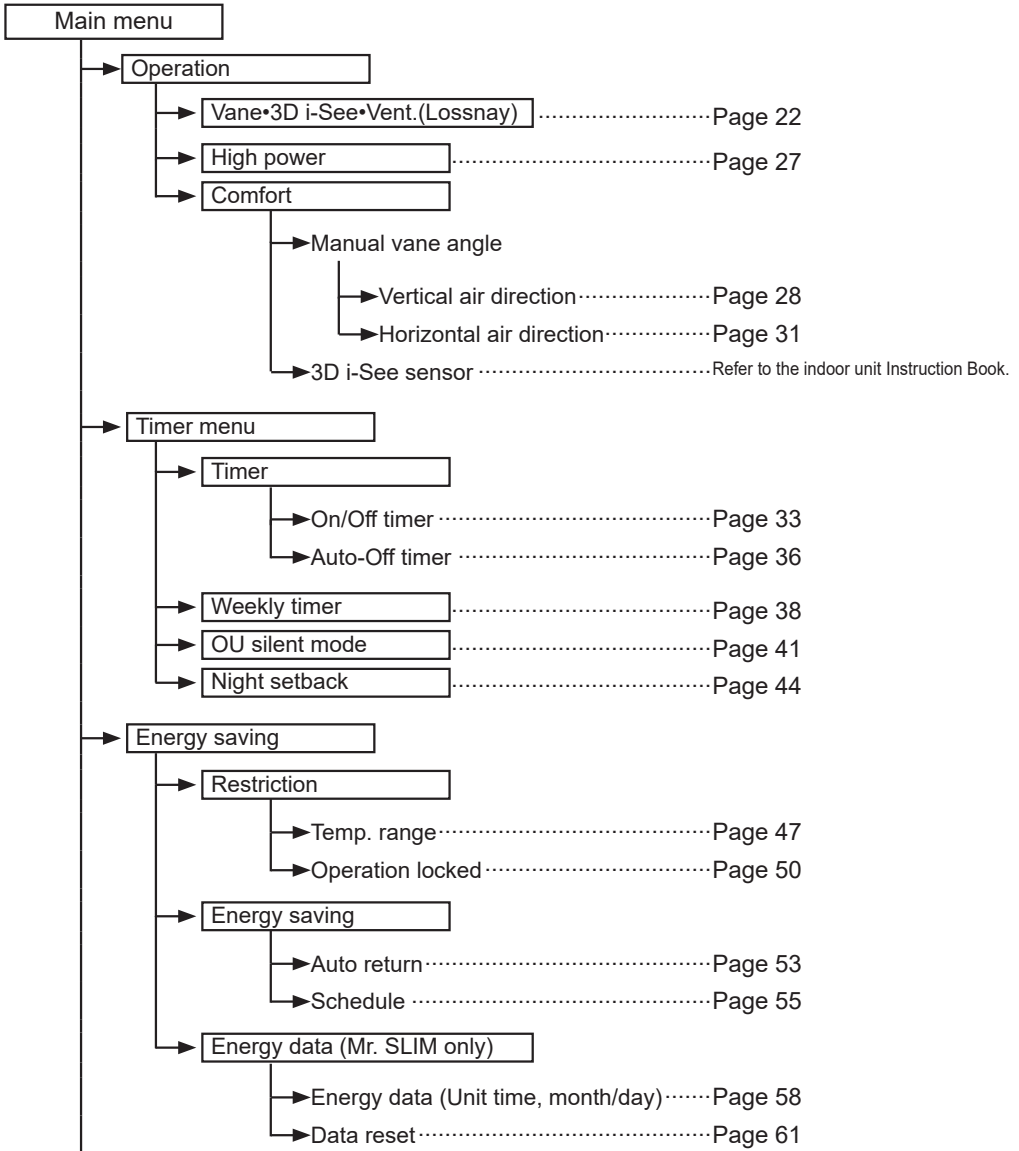 Main menu
Operation
Vane•3D i-See•Vent.(Lossnay) Page 22
High power Page 27
Comfort
Manual vane angle
Vertical air direction Page 28
Horizontal air direction Page 31
3D i-See sensor Refer to the indoor unit Instruction Book.
Timer menu
Timer
On/Off timer Page 33
Auto-Off timer Page 36
Weekly timer Page 38
OU silent mode Page 41
Night setback Page 44
Energy saving
Restriction
Temp. range Page 47
Operation locked Page 50
Energy saving
Auto return Page 53
Schedule Page 55
Energy data (Mr. SLIM only)
Energy data (Unit time, month/day) Page 58
Data reset Page 61